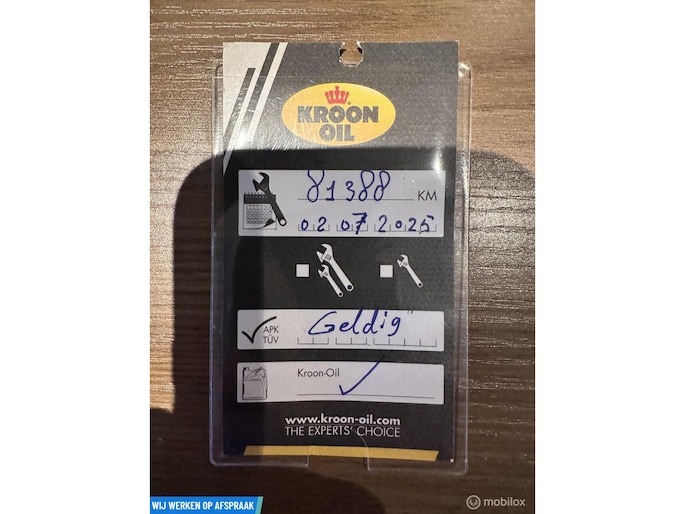 KROON
OIL
81388 KM
02 07 2025
APK
TÜV
Geldig"
Kroon-Oil
www.kroon-oil.com
THE EXPERTS' CHOICE
WIJ WERKEN OP AFSPRAAK
mobilox